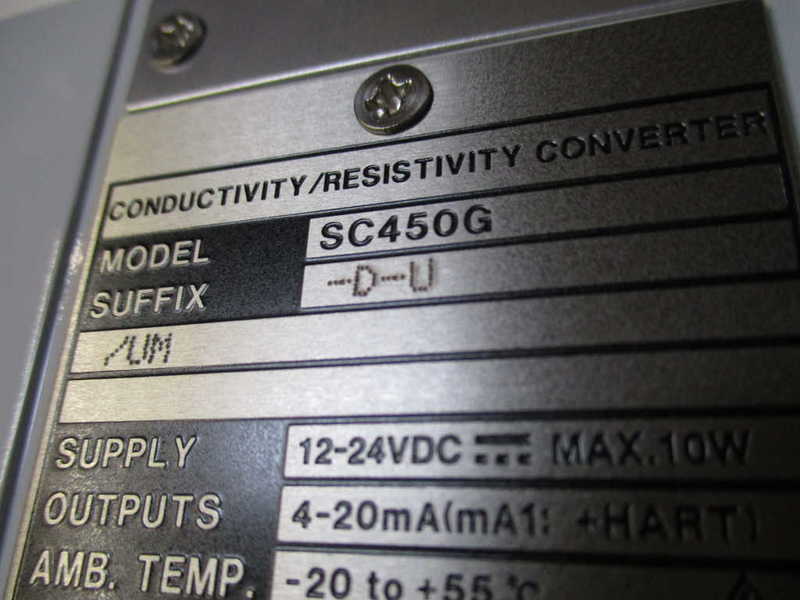 CONDUCTIVITY/RESISTIVITY CONVERTER
MODEL SC450G
SUFFIX -D-U
/UM
SUPPLY 12-24VDC ⎓ MAX.10W
OUTPUTS 4-20mA(mA1: +HART)
AMB. TEMP. -20 to +55 °C